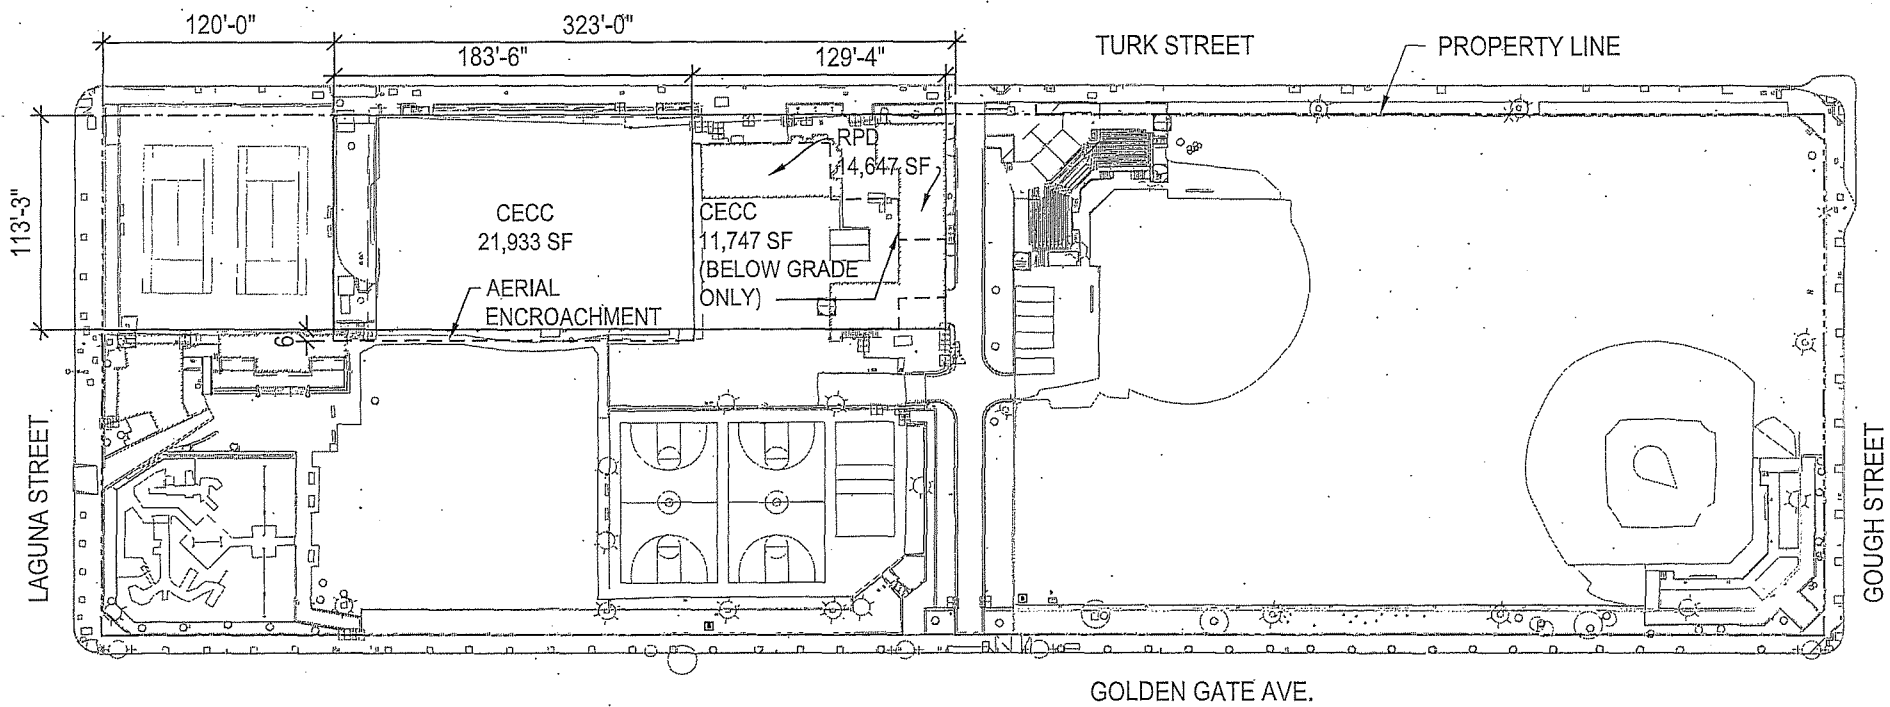 120'-0"
323'-0"
183'-6"
129'-4"
TURK STREET
PROPERTY LINE
113'-3"
RPD
14,647 SF
CECC
21,933 SF
CECC
11,747 SF
(BELOW GRADE
ONLY)
AERIAL
ENCROACHMENT
6'
LAGUNA STREET
GOUGH STREET
GOLDEN GATE AVE.